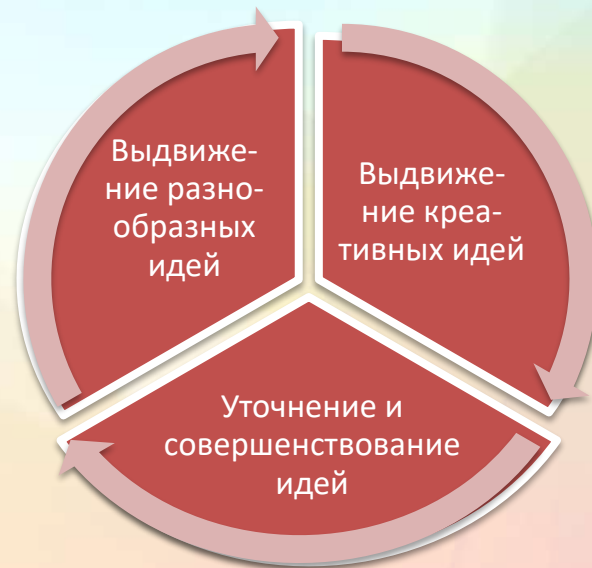 Выдвиже-
ние разно-
образных
идей
Выдвиже-
ние креа-
тивных идей
Уточнение и
совершенствование
идей